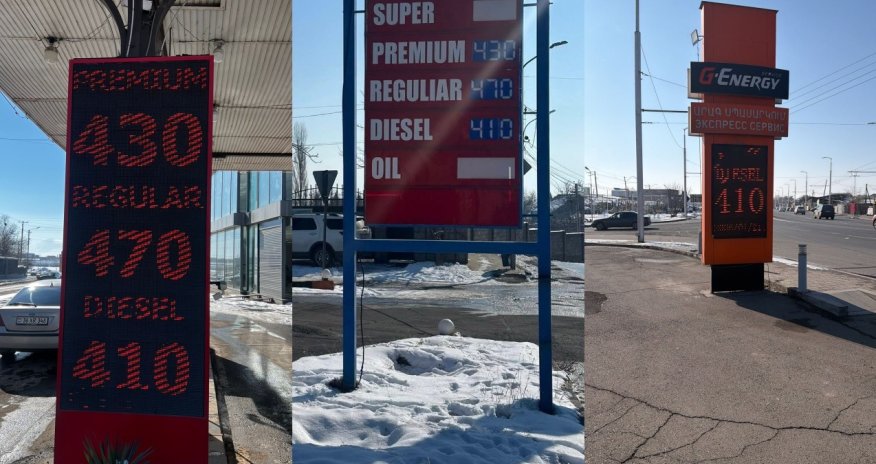 PREMIUM
430
REGULAR
470
DIESEL
410
SUPER
PREMIUM 430
REGULIAR 470
DIESEL 410
OIL
G-ENERGY
SERVICE
ԱՐԱԳ ՍՊԱՍԱՐԿՈՒՄ
ЭКСПРЕСС СЕРВИС
DIESEL
410